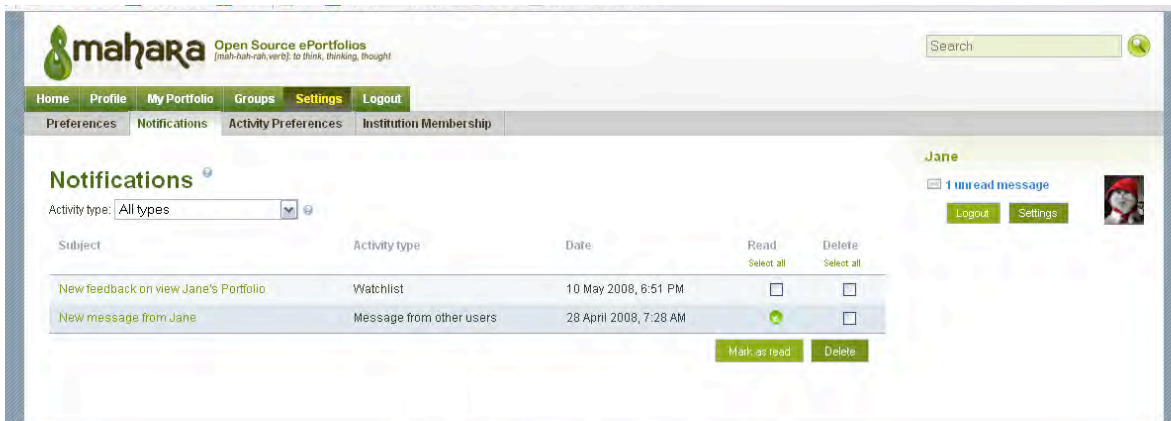 mahara Open Source ePortfolios
[mah-hah-rah, verb]: to think, thinking, thought
Search
Home Profile My Portfolio Groups Settings Logout
Preferences Notifications Activity Preferences Institution Membership
Jane
1 unread message
Logout Settings
Notifications
Activity type: All types
Subject Activity type Date Read Delete
Select all Select all
New feedback on view Jane's Portfolio Watchlist 10 May 2008, 6:51 PM
New message from Jane Message from other users 28 April 2008, 7:28 AM
Mark as read Delete